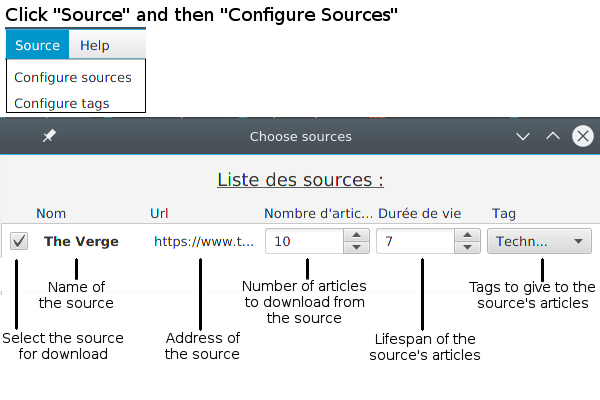 Click "Source" and then "Configure Sources"
Source Help
Configure sources
Configure tags
Choose sources
Liste des sources :
Nom Url Nombre d'artic... Durée de vie Tag
The Verge https://www.t... 10 7 Techn...
Name of
the source
Number of articles
to download from
the source
Tags to give to the
source's articles
Select the source
for download
Address of
the source
Lifespan of the
source's articles